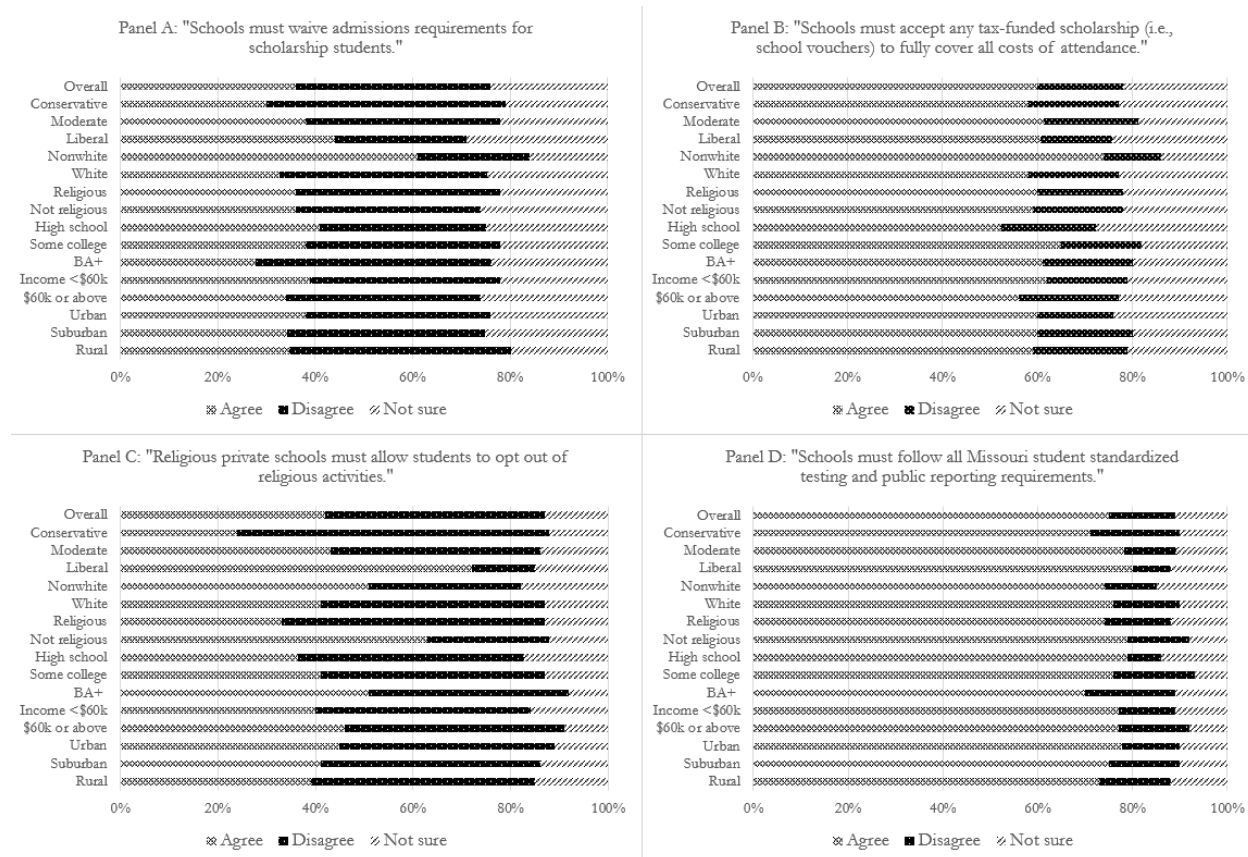 Panel A: "Schools must waive admissions requirements for
scholarship students."
Overall
Conservative
Moderate
Liberal
Nonwhite
White
Religious
Not religious
High school
Some college
BA+
Income <$60k
$60k or above
Urban
Suburban
Rural
0% 20% 40% 60% 80% 100%
Agree Disagree Not sure
Panel B: "Schools must accept any tax-funded scholarship (i.e.,
school vouchers) to fully cover all costs of attendance."
Overall
Conservative
Moderate
Liberal
Nonwhite
White
Religious
Not religious
High school
Some college
BA+
Income <$60k
$60k or above
Urban
Suburban
Rural
0% 20% 40% 60% 80% 100%
Agree Disagree Not sure
Panel C: "Religious private schools must allow students to opt out of
religious activities."
Overall
Conservative
Moderate
Liberal
Nonwhite
White
Religious
Not religious
High school
Some college
BA+
Income <$60k
$60k or above
Urban
Suburban
Rural
0% 20% 40% 60% 80% 100%
Agree Disagree Not sure
Panel D: "Schools must follow all Missouri student standardized
testing and public reporting requirements."
Overall
Conservative
Moderate
Liberal
Nonwhite
White
Religious
Not religious
High school
Some college
BA+
Income <$60k
$60k or above
Urban
Suburban
Rural
0% 20% 40% 60% 80% 100%
Agree Disagree Not sure